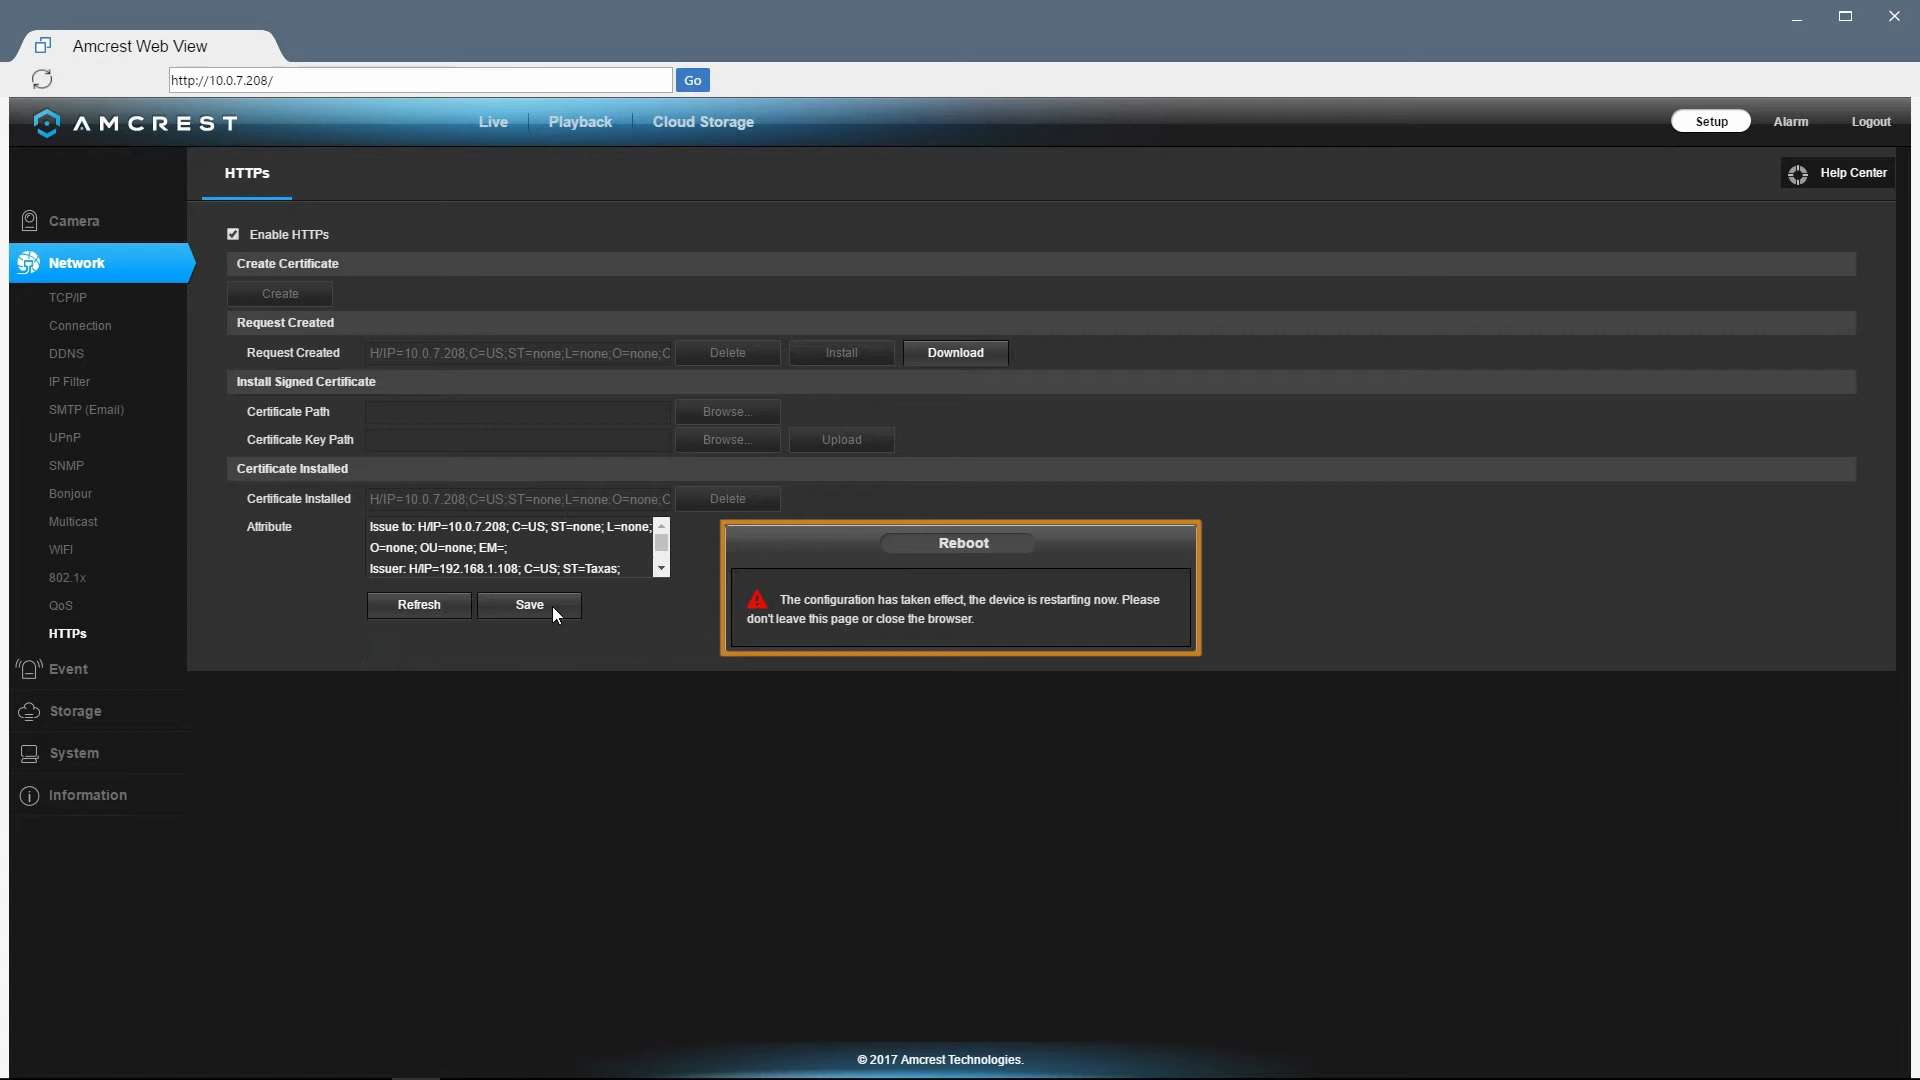 Amcrest Web View
http://10.0.7.208/
Go
AMCREST
Live
Playback
Cloud Storage
Setup
Alarm
Logout
HTTPs
Help Center
Camera
Network
TCP/IP
Connection
DDNS
IP Filter
SMTP (Email)
UPnP
SNMP
Bonjour
Multicast
WIFI
802.1x
QoS
HTTPs
Event
Storage
System
Information
Enable HTTPs
Create Certificate
Create
Request Created
Request Created
H/IP=10.0.7.208;C=US;ST=none;L=none;O=none;C
Delete
Install
Download
Install Signed Certificate
Certificate Path
Browse...
Certificate Key Path
Browse...
Upload
Certificate Installed
Certificate Installed
H/IP=10.0.7.208;C=US;ST=none;L=none;O=none;C
Delete
Attribute
Issue to: H/IP=10.0.7.208; C=US; ST=none; L=none;
O=none; OU=none; EM=;
Issuer: H/IP=192.168.1.108; C=US; ST=Taxas;
Refresh
Save
Reboot
The configuration has taken effect, the device is restarting now. Please
don't leave this page or close the browser.
© 2017 Amcrest Technologies.